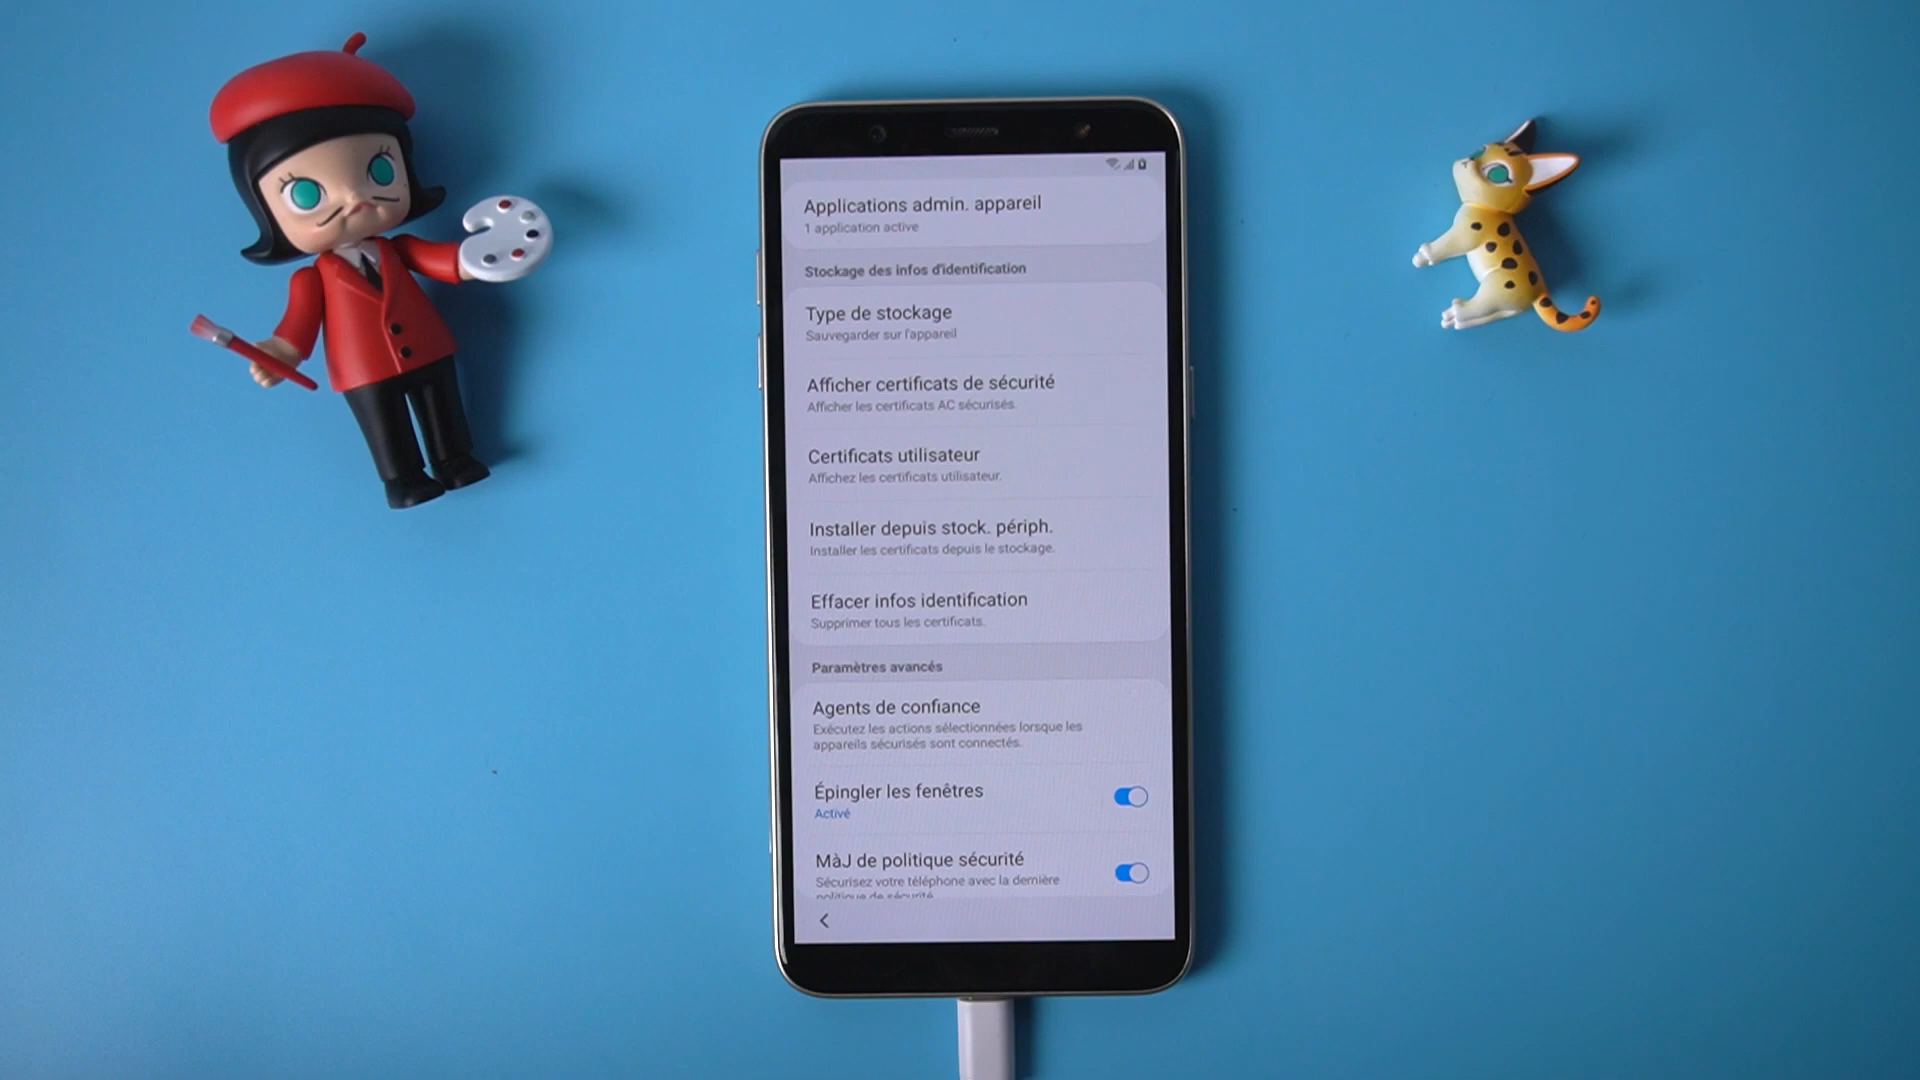 Applications admin. appareil
1 application active
Stockage des infos d'identification
Type de stockage
Sauvegarder sur l'appareil
Afficher certificats de sécurité
Afficher les certificats AC sécurisés.
Certificats utilisateur
Affichez les certificats utilisateur.
Installer depuis stock. périph.
Installer les certificats depuis le stockage.
Effacer infos identification
Supprimer tous les certificats.
Paramètres avancés
Agents de confiance
Exécutez les actions sélectionnées lorsque les
appareils sécurisés sont connectés.
Épingler les fenêtres
Activé
MàJ de politique sécurité
Sécurisez votre téléphone avec la dernière
politique de sécurité